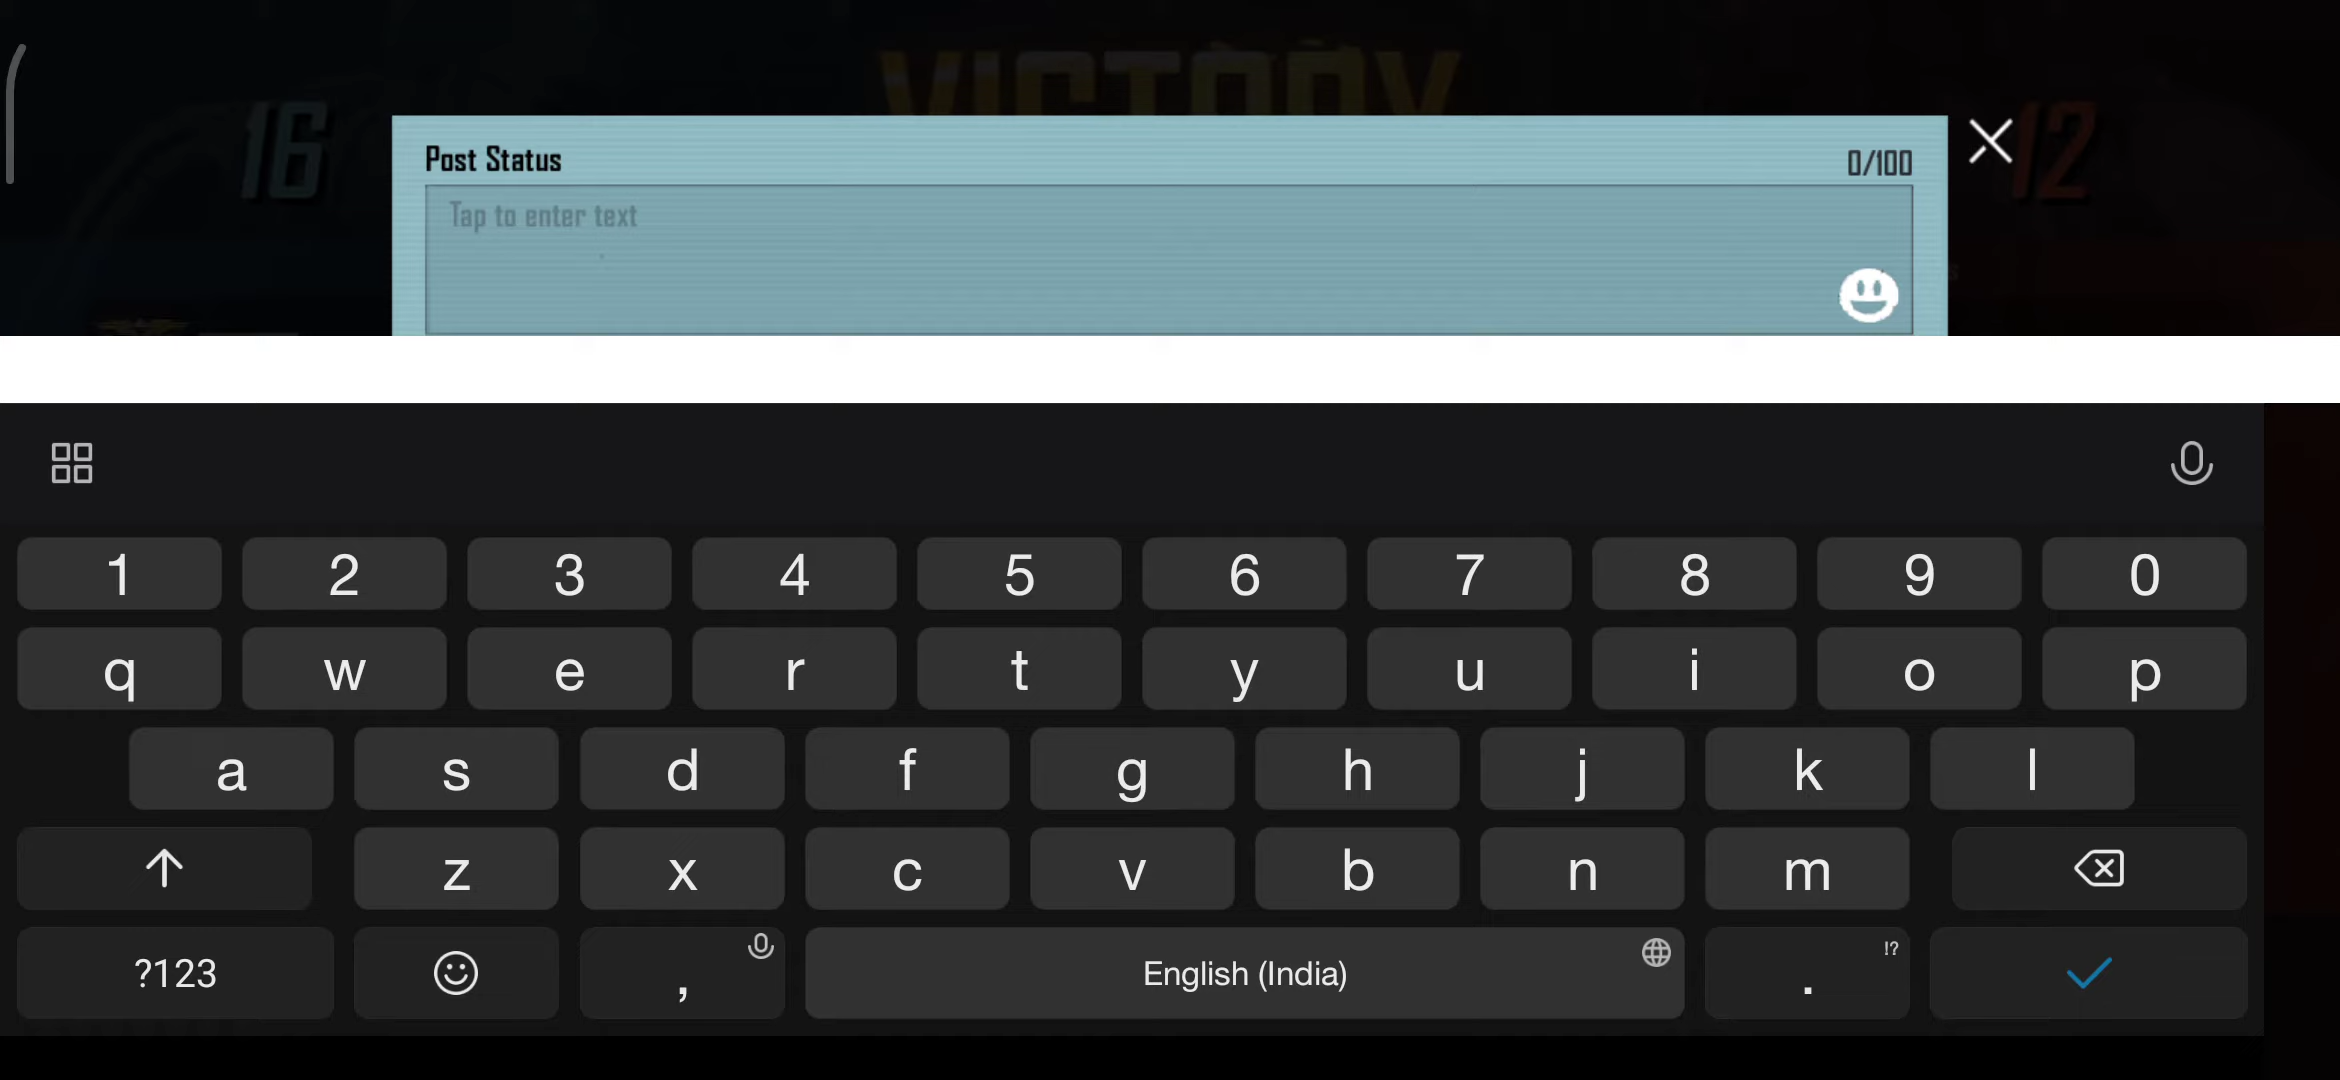 VICTORY
16
12
Post Status
0/100
Tap to enter text
1 2 3 4 5 6 7 8 9 0
q w e r t y u i o p
a s d f g h j k l
z x c v b n m
?123 , English (India) . !?